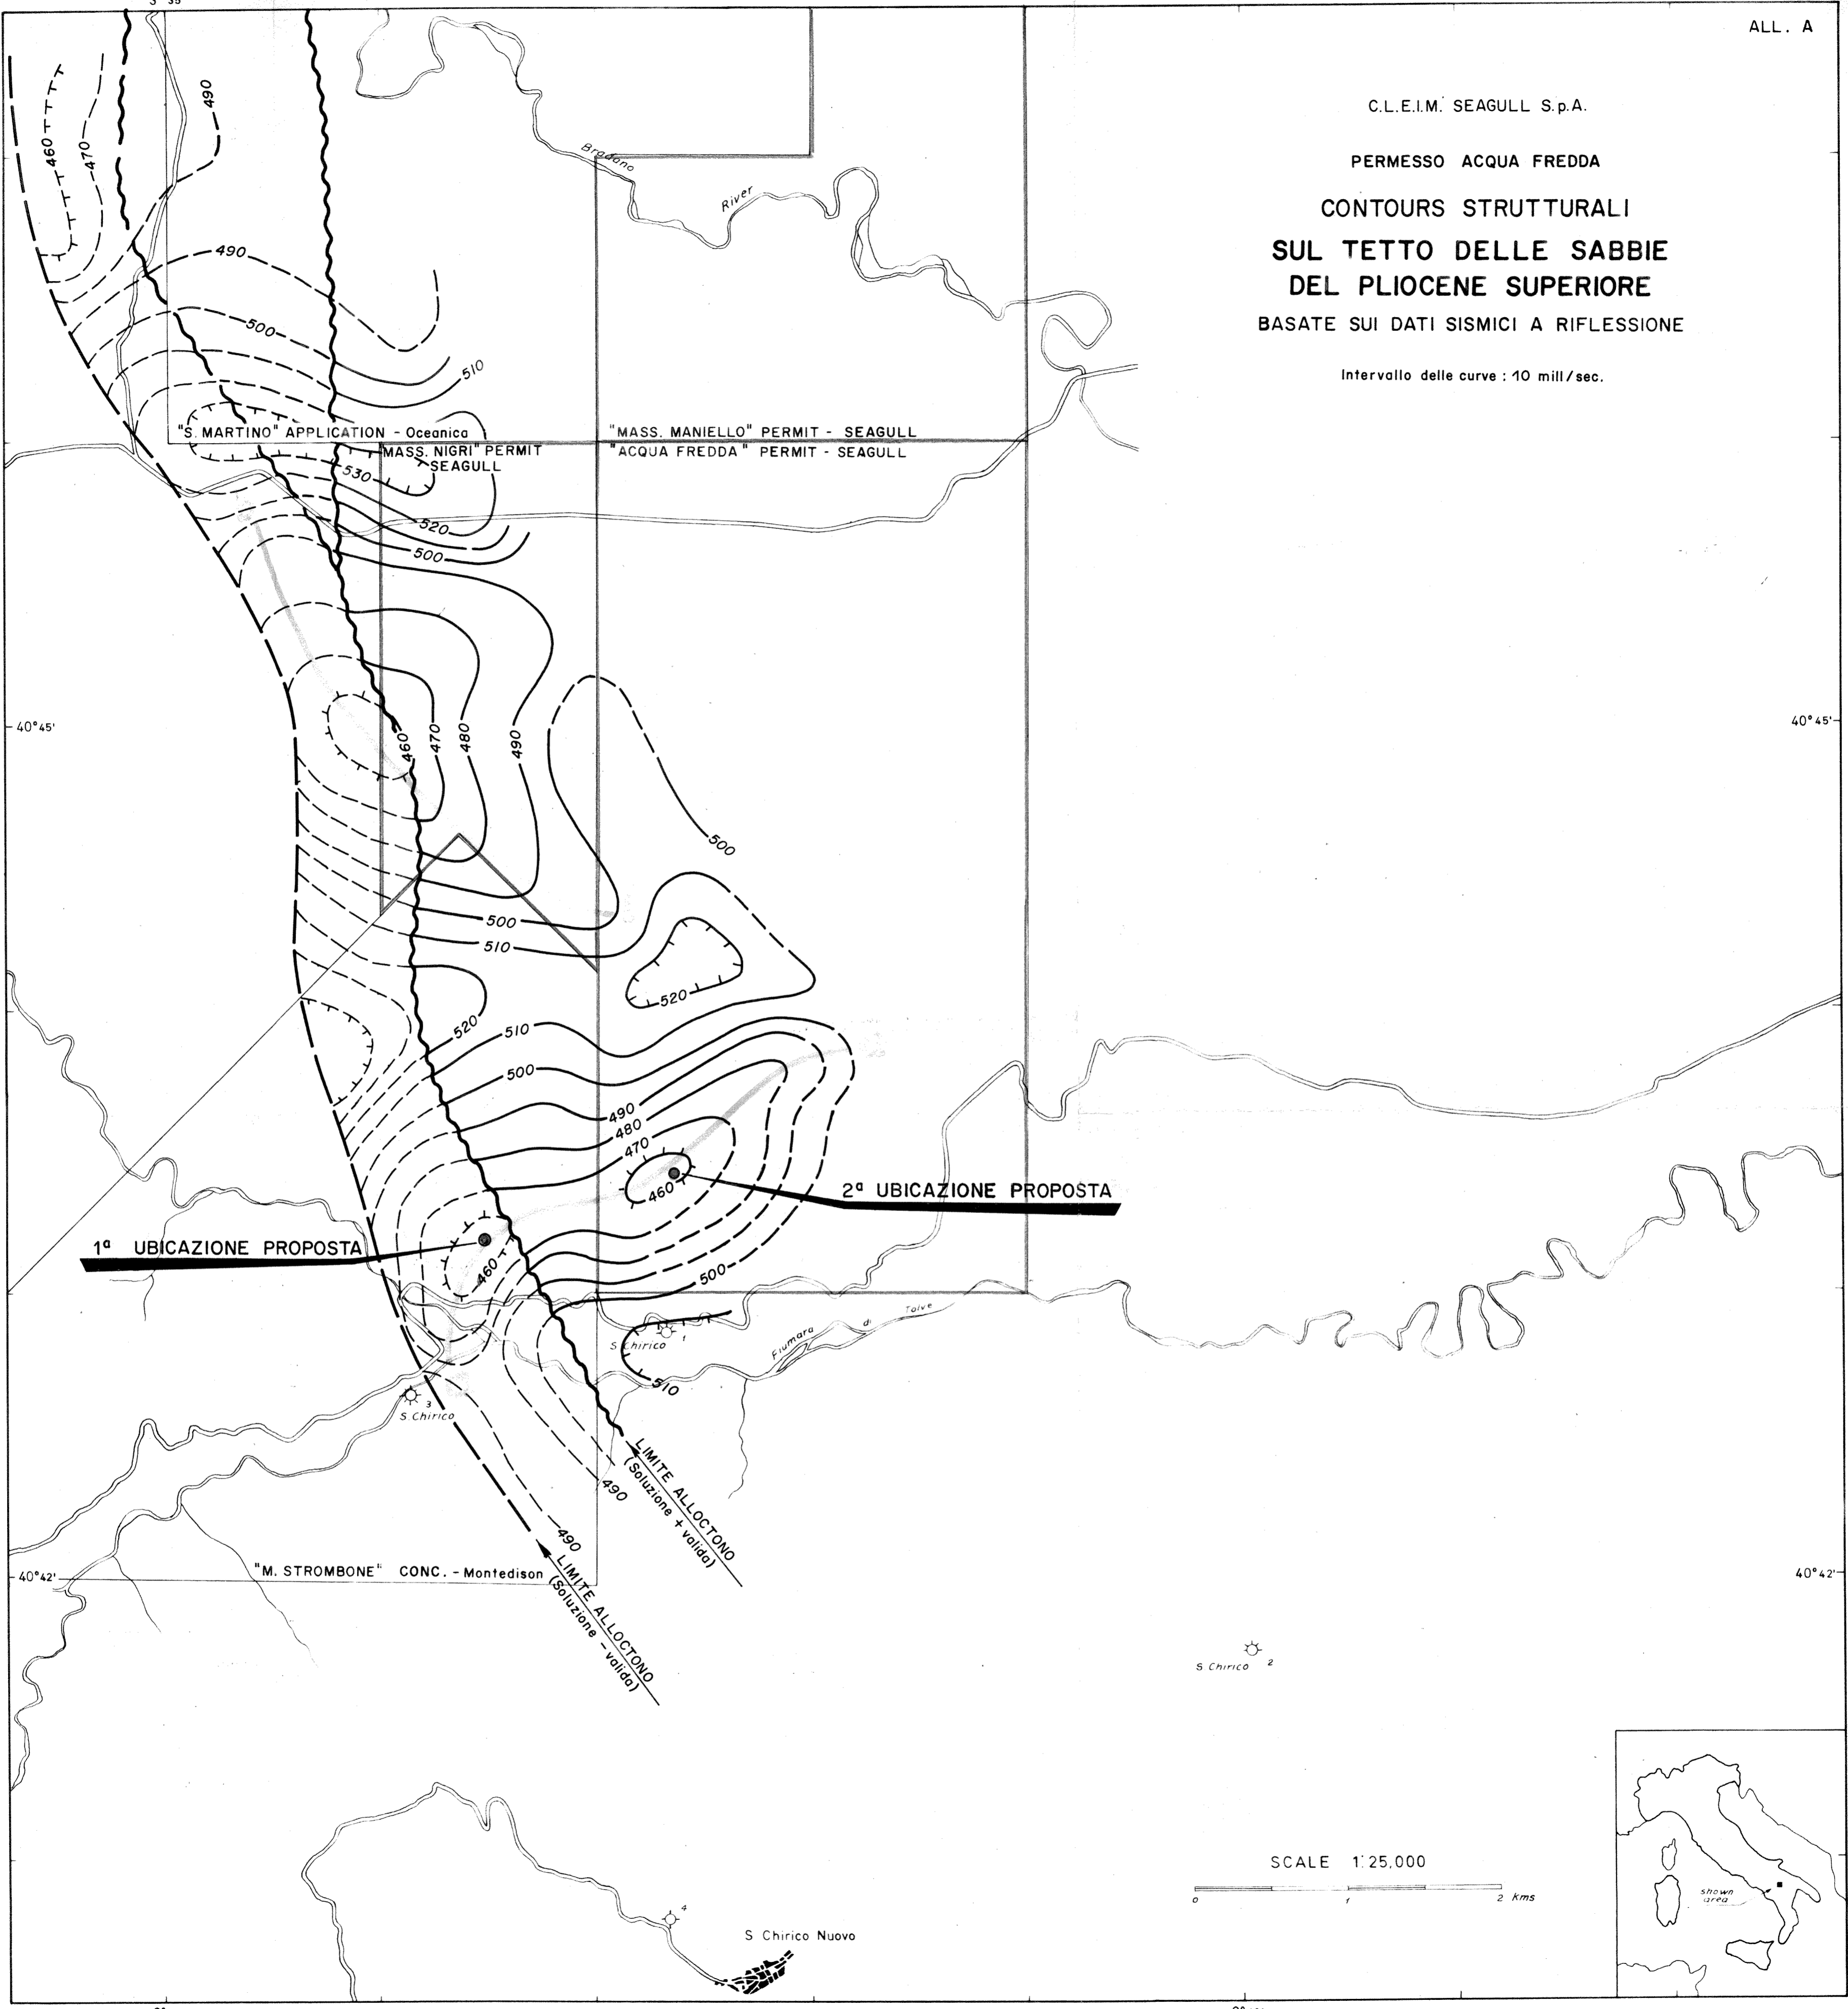 3° 35'
ALL. A
C.L.E.I.M. SEAGULL S.p.A.
PERMESSO ACQUA FREDDA
CONTOURS STRUTTURALI
SUL TETTO DELLE SABBIE
DEL PLIOCENE SUPERIORE
BASATE SUI DATI SISMICI A RIFLESSIONE
Intervallo delle curve : 10 mill/sec.
460
470
490
Bradano
River
490
500
510
"S. MARTINO" APPLICATION - Oceanica
"MASS. MANIELLO" PERMIT - SEAGULL
MASS. NIGRI" PERMIT
SEAGULL
"ACQUA FREDDA" PERMIT - SEAGULL
530
520
500
40°45'
460
470
480
490
40°45'
500
500
510
520
520
510
500
490
480
470
460
2ª UBICAZIONE PROPOSTA
1ª UBICAZIONE PROPOSTA
460
500
S Chirico 1
Fiumara di Tolve
510
3
S. Chirico
LIMITE ALLOCTONO
(Soluzione + valida)
490
490
LIMITE ALLOCTONO
(Soluzione - valida)
40°42'
"M. STROMBONE" CONC. - Montedison
40°42'
S Chirico 2
4
S Chirico Nuovo
SCALE 1:25,000
0 1 2 kms
shown
area